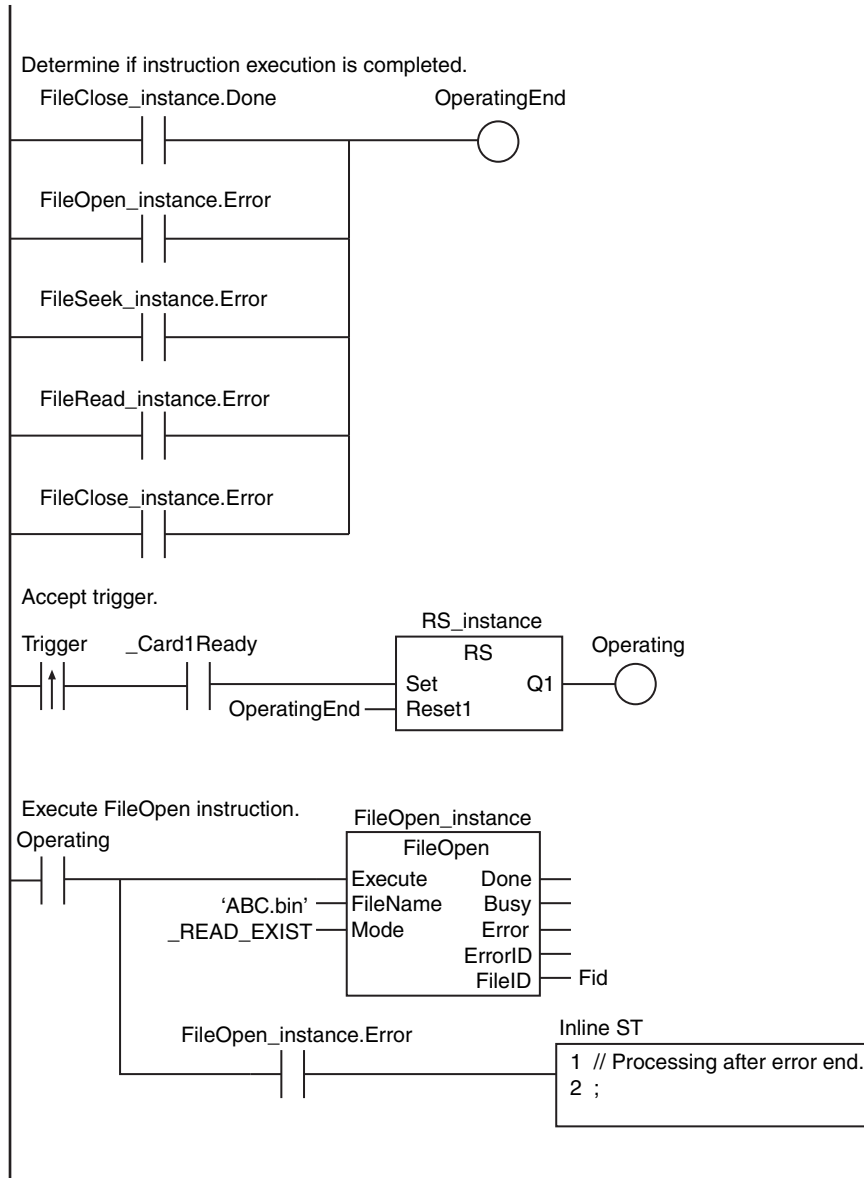 Determine if instruction execution is completed.
FileClose_instance.Done
OperatingEnd
FileOpen_instance.Error
FileSeek_instance.Error
FileRead_instance.Error
FileClose_instance.Error
Accept trigger.
RS_instance
Trigger
_Card1Ready
RS
Operating
Set
Q1
OperatingEnd
Reset1
Execute FileOpen instruction.
FileOpen_instance
Operating
FileOpen
Execute
Done
‘ABC.bin’
FileName
Busy
_READ_EXIST
Mode
Error
ErrorID
FileID
Fid
Inline ST
FileOpen_instance.Error
1 // Processing after error end.
2 ;